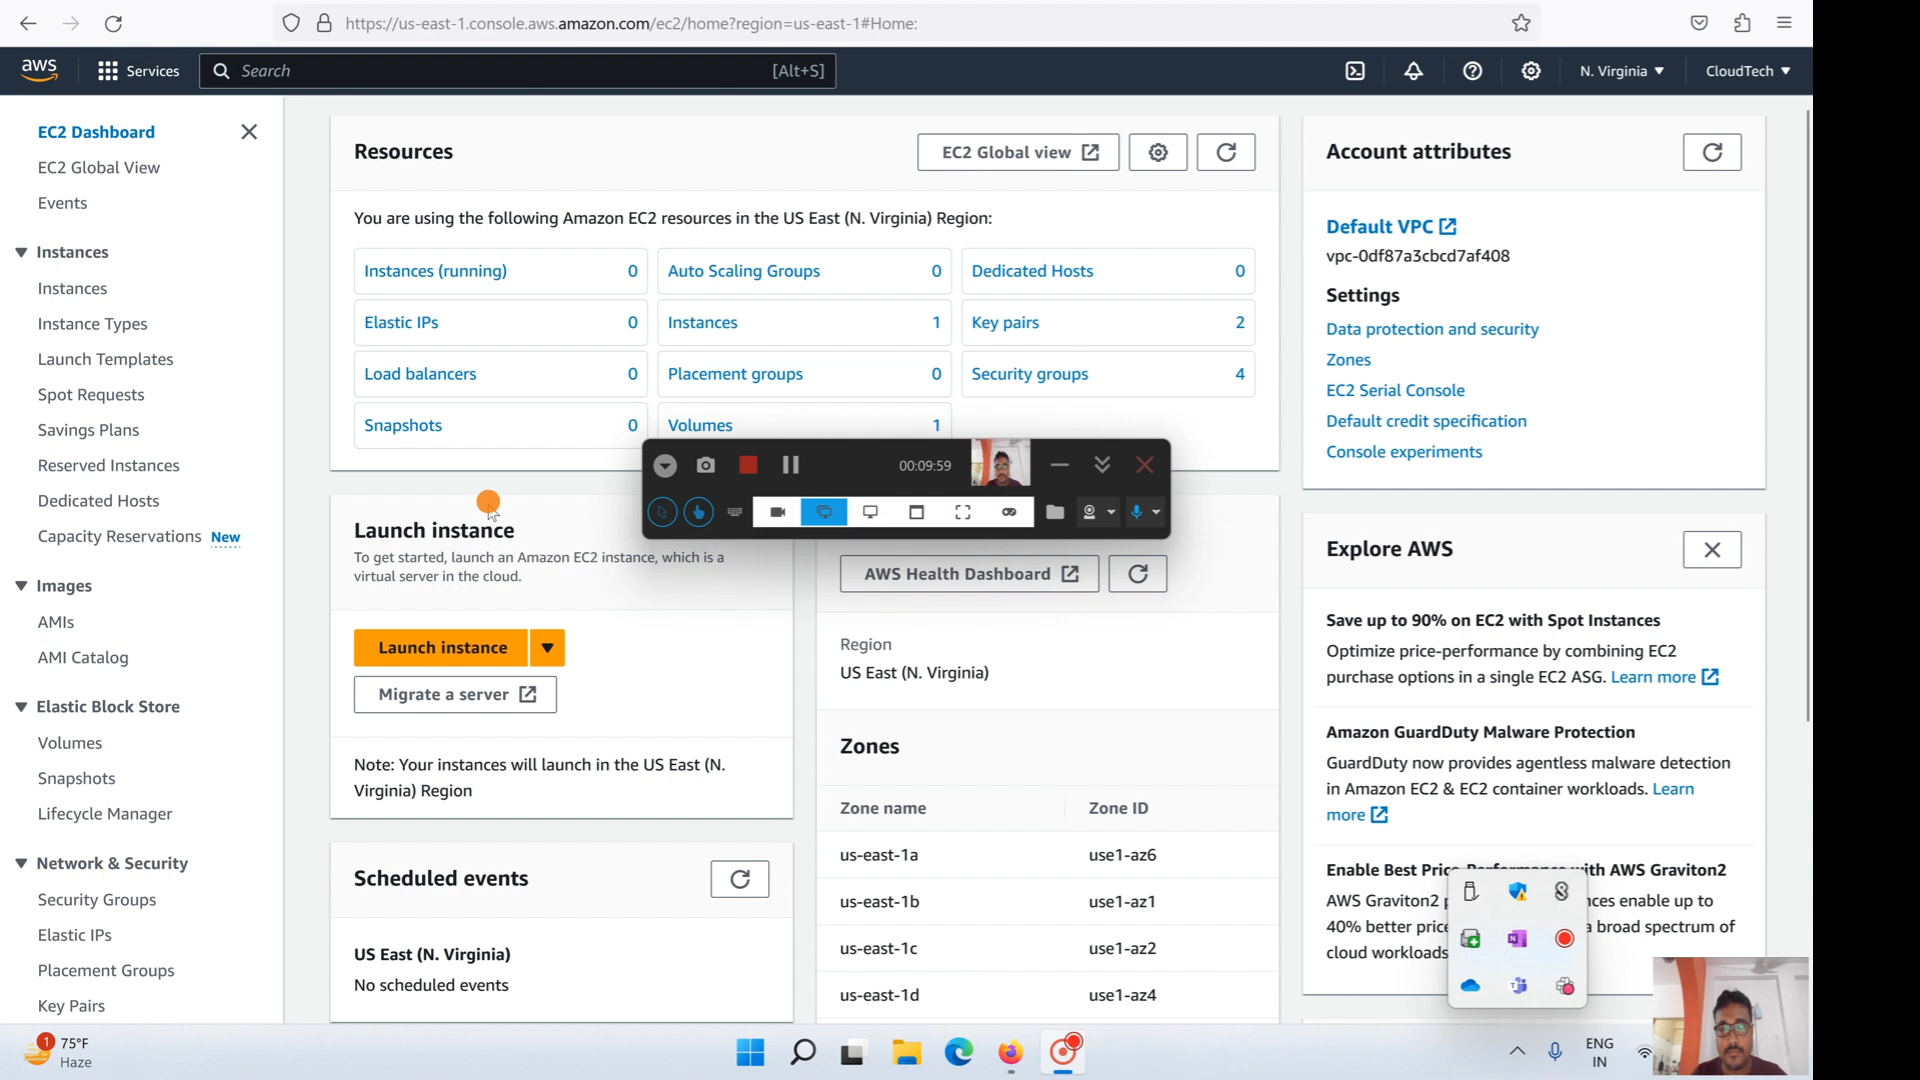 https://us-east-1.console.aws.amazon.com/ec2/home?region=us-east-1#Home:
aws
Services
Search
[Alt+S]
N. Virginia
CloudTech
EC2 Dashboard
EC2 Global View
Events
Instances
Instances
Instance Types
Launch Templates
Spot Requests
Savings Plans
Reserved Instances
Dedicated Hosts
Capacity Reservations New
Images
AMIs
AMI Catalog
Elastic Block Store
Volumes
Snapshots
Lifecycle Manager
Network & Security
Security Groups
Elastic IPs
Placement Groups
Key Pairs
Resources
EC2 Global view
You are using the following Amazon EC2 resources in the US East (N. Virginia) Region:
Instances (running) 0
Auto Scaling Groups 0
Dedicated Hosts 0
Elastic IPs 0
Instances 1
Key pairs 2
Load balancers 0
Placement groups 0
Security groups 4
Snapshots 0
Volumes 1
00:09:59
Launch instance
To get started, launch an Amazon EC2 instance, which is a
virtual server in the cloud.
Launch instance
Migrate a server
Note: Your instances will launch in the US East (N.
Virginia) Region
Scheduled events
US East (N. Virginia)
No scheduled events
AWS Health Dashboard
Region
US East (N. Virginia)
Zones
Zone name Zone ID
us-east-1a use1-az6
us-east-1b use1-az1
us-east-1c use1-az2
us-east-1d use1-az4
Account attributes
Default VPC
vpc-0df87a3cbcd7af408
Settings
Data protection and security
Zones
EC2 Serial Console
Default credit specification
Console experiments
Explore AWS
Save up to 90% on EC2 with Spot Instances
Optimize price-performance by combining EC2
purchase options in a single EC2 ASG. Learn more
Amazon GuardDuty Malware Protection
GuardDuty now provides agentless malware detection
in Amazon EC2 & EC2 container workloads. Learn
more
Enable Best Price-Performance with AWS Graviton2
AWS Graviton2 enable up to
40% better price a broad spectrum of
cloud workloads
1
75°F
Haze
ENG
IN